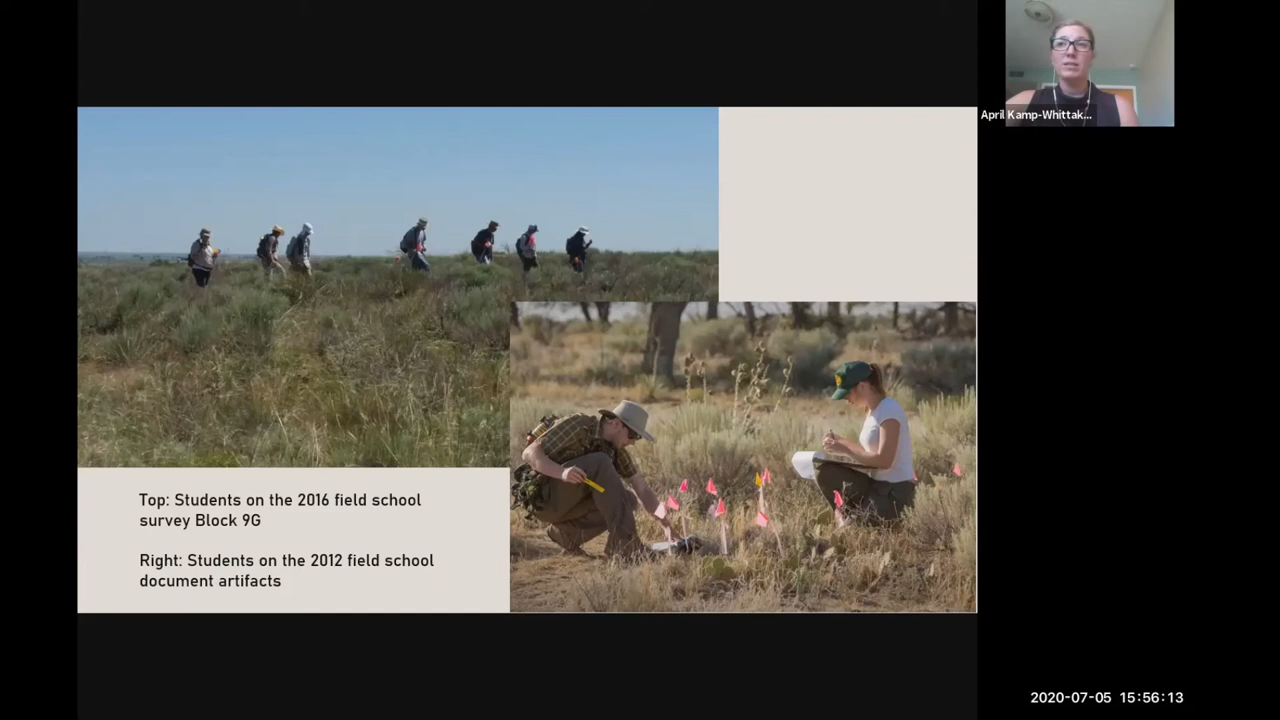 April Kamp-Whittak...
Top: Students on the 2016 field school
survey Block 9G
Right: Students on the 2012 field school
document artifacts
2020-07-05 15:56:13